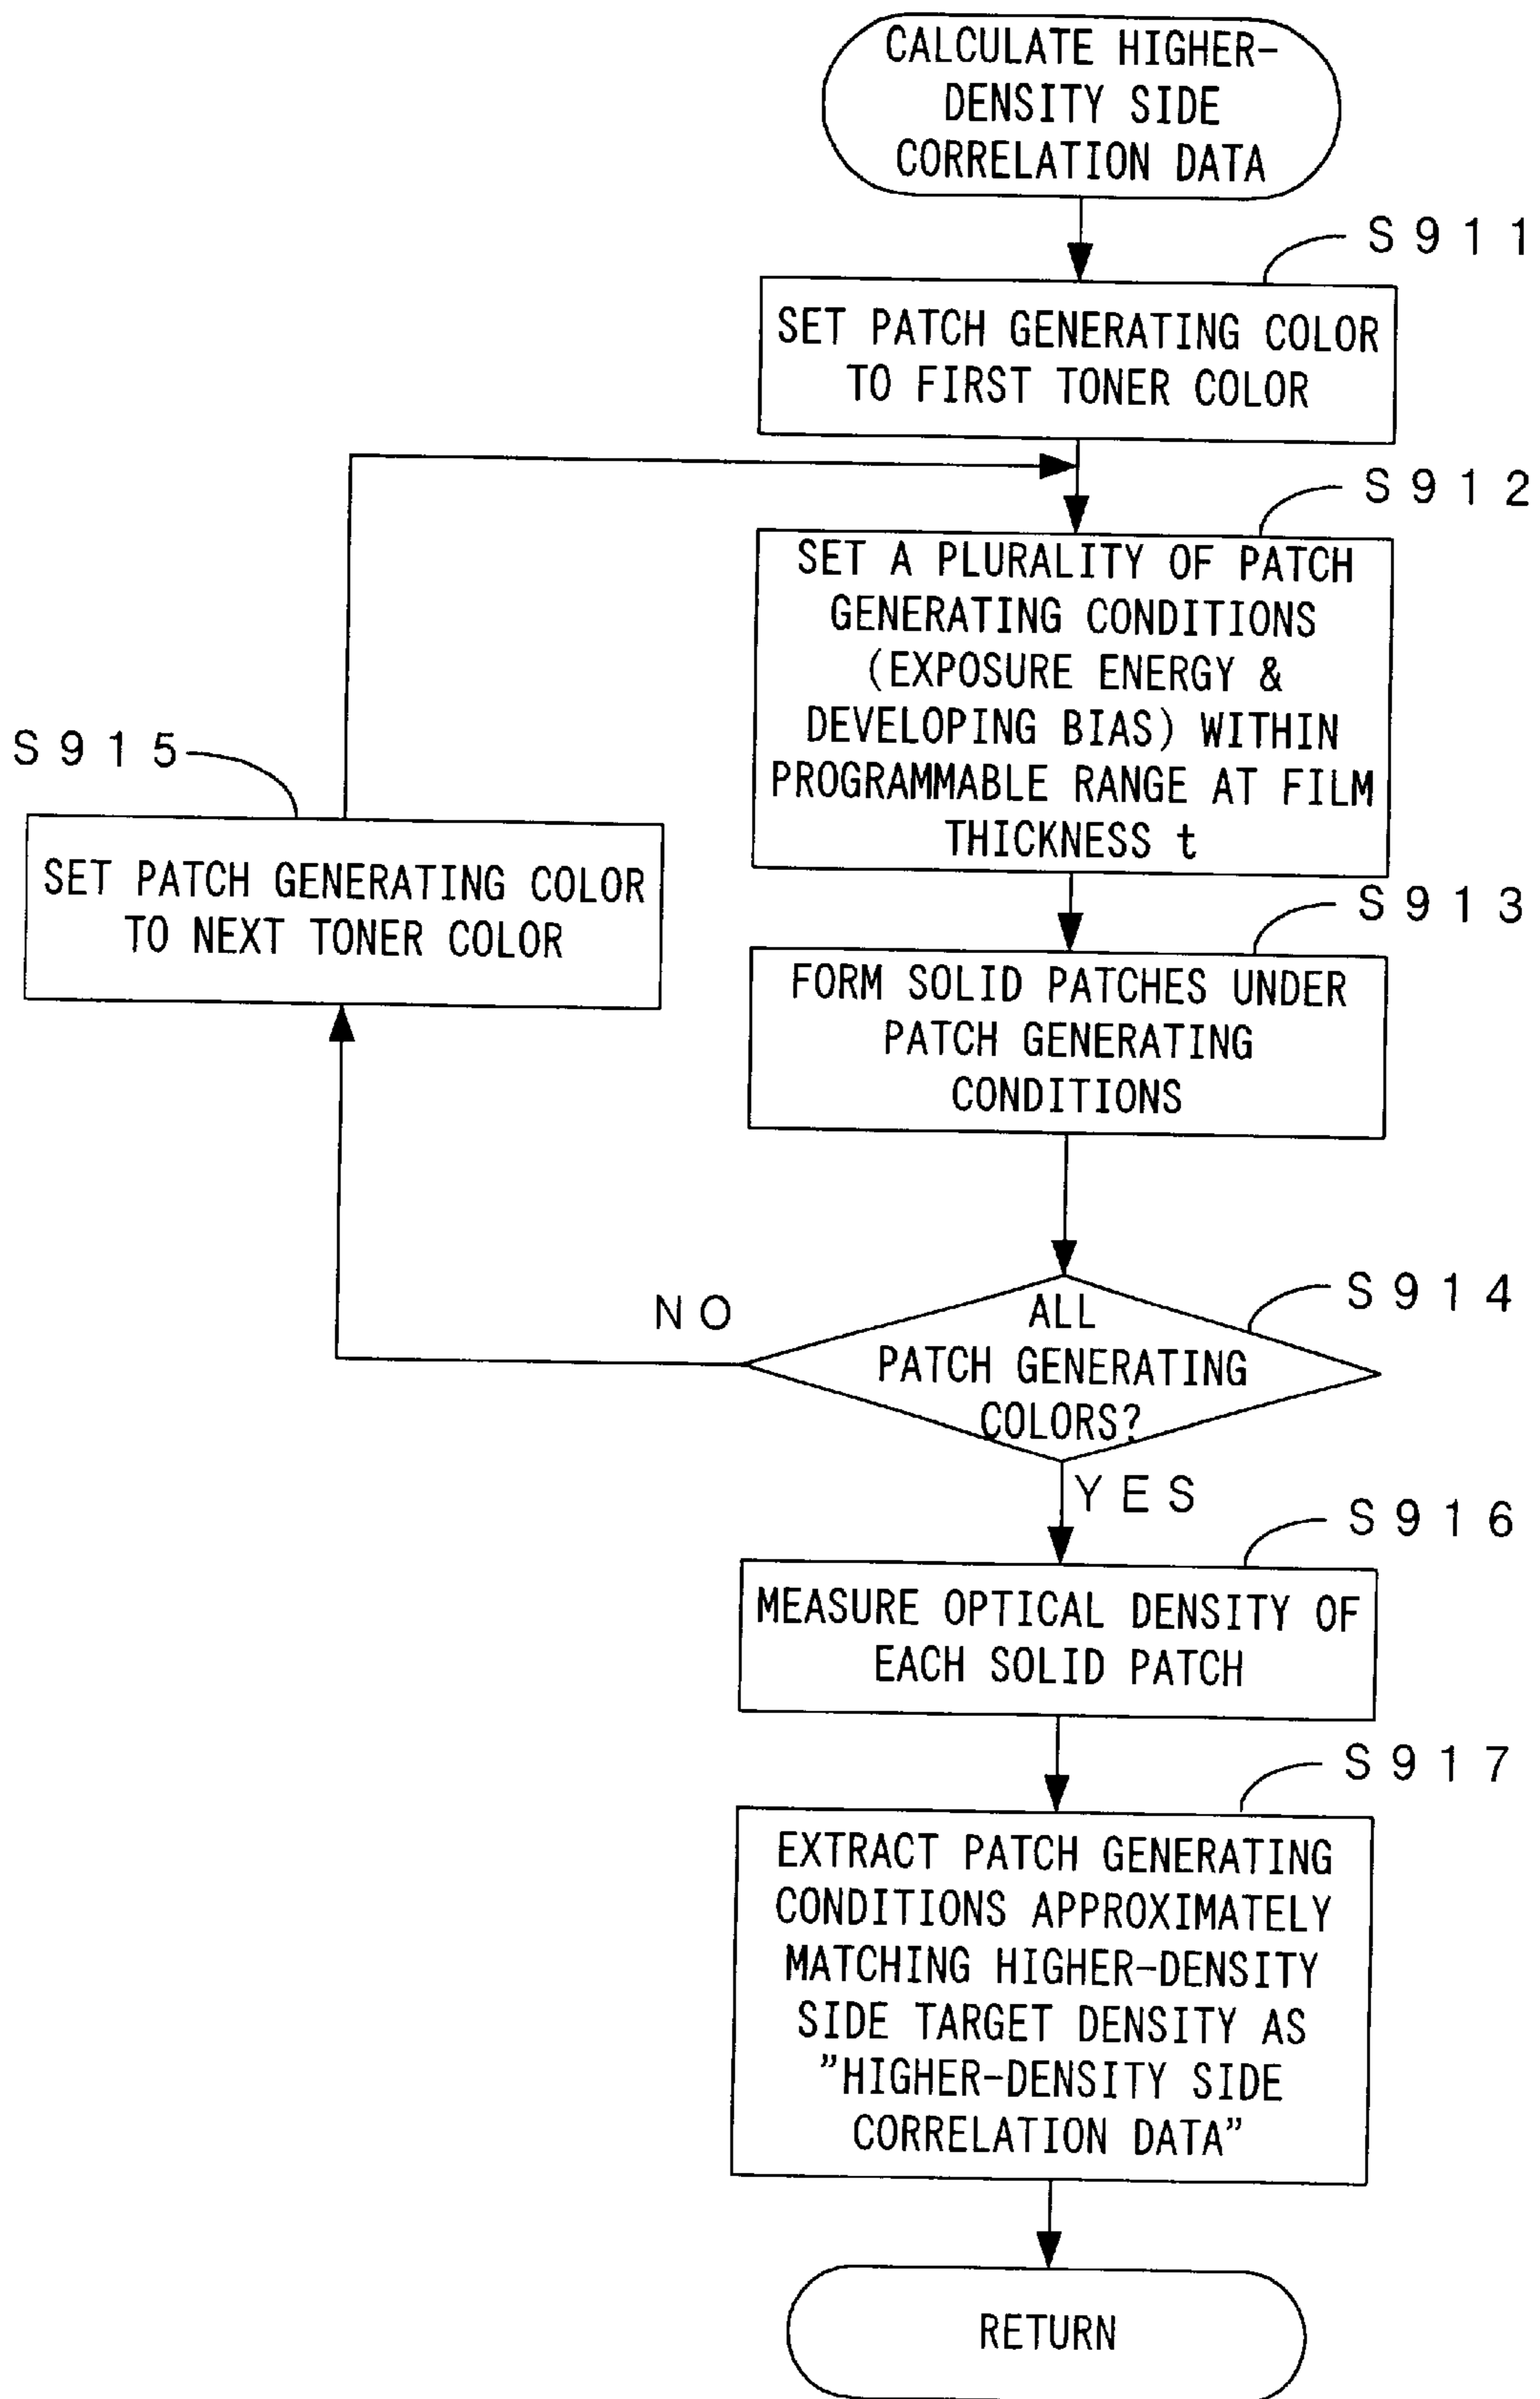 CALCULATE HIGHER-
DENSITY SIDE
CORRELATION DATA
S911
SET PATCH GENERATING COLOR
TO FIRST TONER COLOR
S912
SET A PLURALITY OF PATCH
GENERATING CONDITIONS
(EXPOSURE ENERGY &
DEVELOPING BIAS) WITHIN
PROGRAMMABLE RANGE AT FILM
THICKNESS t
S915
SET PATCH GENERATING COLOR
TO NEXT TONER COLOR
S913
FORM SOLID PATCHES UNDER
PATCH GENERATING
CONDITIONS
S914
NO
ALL
PATCH GENERATING
COLORS?
YES
S916
MEASURE OPTICAL DENSITY OF
EACH SOLID PATCH
S917
EXTRACT PATCH GENERATING
CONDITIONS APPROXIMATELY
MATCHING HIGHER-DENSITY
SIDE TARGET DENSITY AS
”HIGHER-DENSITY SIDE
CORRELATION DATA”
RETURN